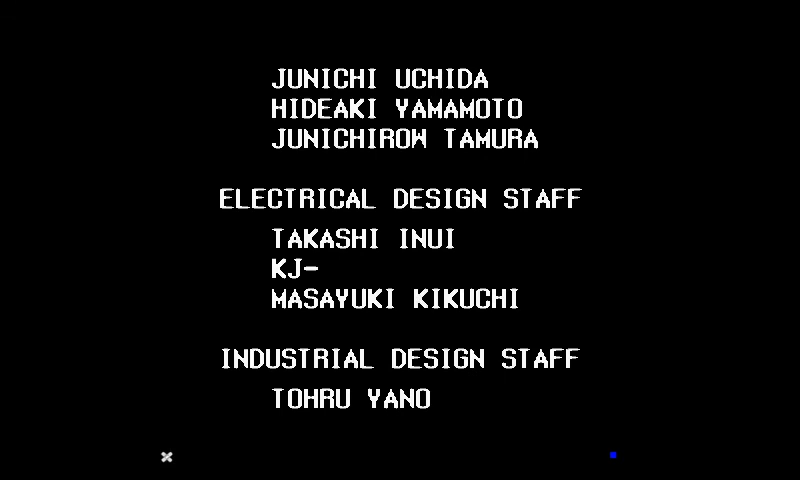 JUNICHI UCHIDA
HIDEAKI YAMAMOTO
JUNICHIROW TAMURA
ELECTRICAL DESIGN STAFF
TAKASHI INUI
KJ-
MASAYUKI KIKUCHI
INDUSTRIAL DESIGN STAFF
TOHRU YANO